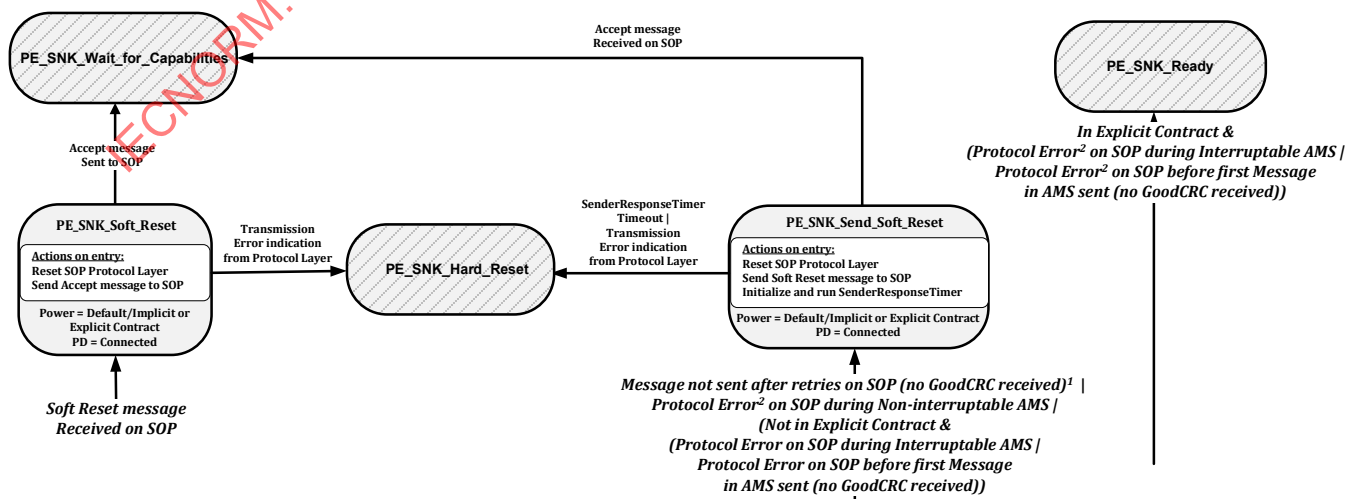 Accept message
Received on SOP
PE_SNK_Wait_for_Capabilities
PE_SNK_Ready
IECNORM.
Accept message
Sent to SOP
In Explicit Contract &
(Protocol Error2 on SOP during Interruptable AMS |
Protocol Error2 on SOP before first Message
in AMS sent (no GoodCRC received))
PE_SNK_Soft_Reset
Actions on entry:
Reset SOP Protocol Layer
Send Accept message to SOP
Power = Default/Implicit or
Explicit Contract
PD = Connected
Transmission
Error indication
from Protocol Layer
PE_SNK_Hard_Reset
SenderResponseTimer
Timeout |
Transmission
Error indication
from Protocol Layer
PE_SNK_Send_Soft_Reset
Actions on entry:
Reset SOP Protocol Layer
Send Soft Reset message to SOP
Initialize and run SenderResponseTimer
Power = Default/Implicit or Explicit Contract
PD = Connected
Soft Reset message
Received on SOP
Message not sent after retries on SOP (no GoodCRC received)1 |
Protocol Error2 on SOP during Non-interruptable AMS |
(Not in Explicit Contract &
(Protocol Error on SOP during Interruptable AMS |
Protocol Error on SOP before first Message
in AMS sent (no GoodCRC received))